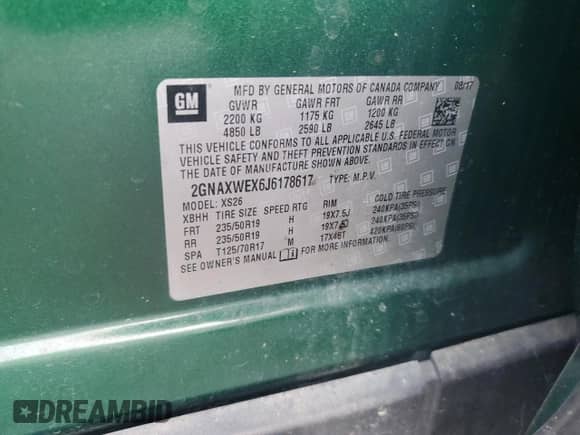 GM
MFD BY GENERAL MOTORS OF CANADA COMPANY 08/17
GVWR GAWR FRT GAWR RR
2200 KG 1175 KG 1200 KG
4850 LB 2590 LB 2645 LB
THIS VEHICLE CONFORMS TO ALL APPLICABLE U.S. FEDERAL MOTOR
VEHICLE SAFETY AND THEFT PREVENTION STANDARDS IN EFFECT ON
THE DATE OF MANUFACTURE SHOWN ABOVE.
2GNAXWEX6J6178617 TYPE: M.P.V.
MODEL: XS26
XBHH TIRE SIZE SPEED RTG RIM COLD TIRE PRESSURE
FRT 235/50R19 H 19X7.5J 240KPA(35PSI)
RR 235/50R19 H 19X7.5J 240KPA(35PSI)
SPA T125/70R17 M 17X4BT 420KPA(60PSI)
SEE OWNER'S MANUAL FOR MORE INFORMATION
DREAMBID